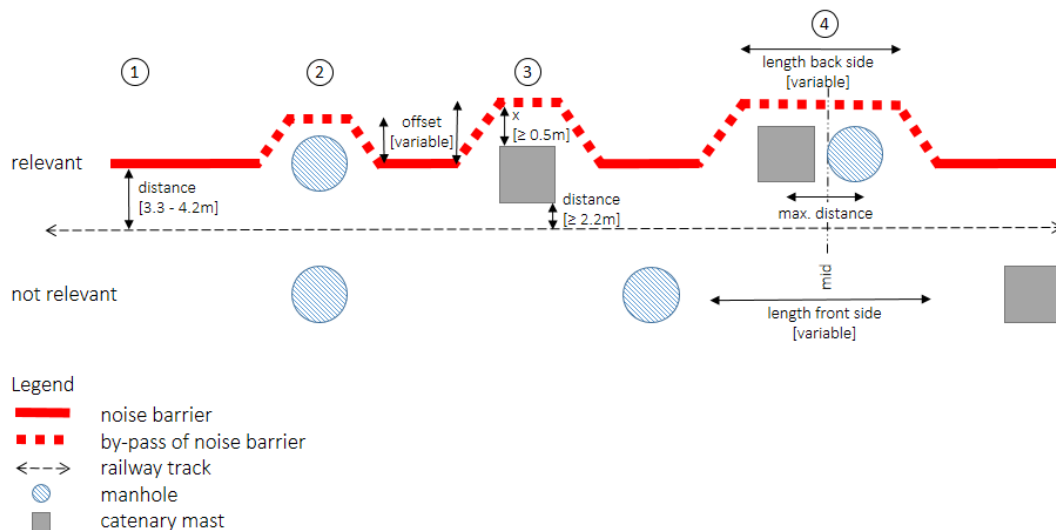 1
2
3
4
length back side
[variable]
offset
[variable]
x
[≥ 0.5m]
relevant
distance
[3.3 - 4.2m]
distance
[≥ 2.2m]
max. distance
mid
not relevant
length front side
[variable]
Legend
noise barrier
by-pass of noise barrier
railway track
manhole
catenary mast